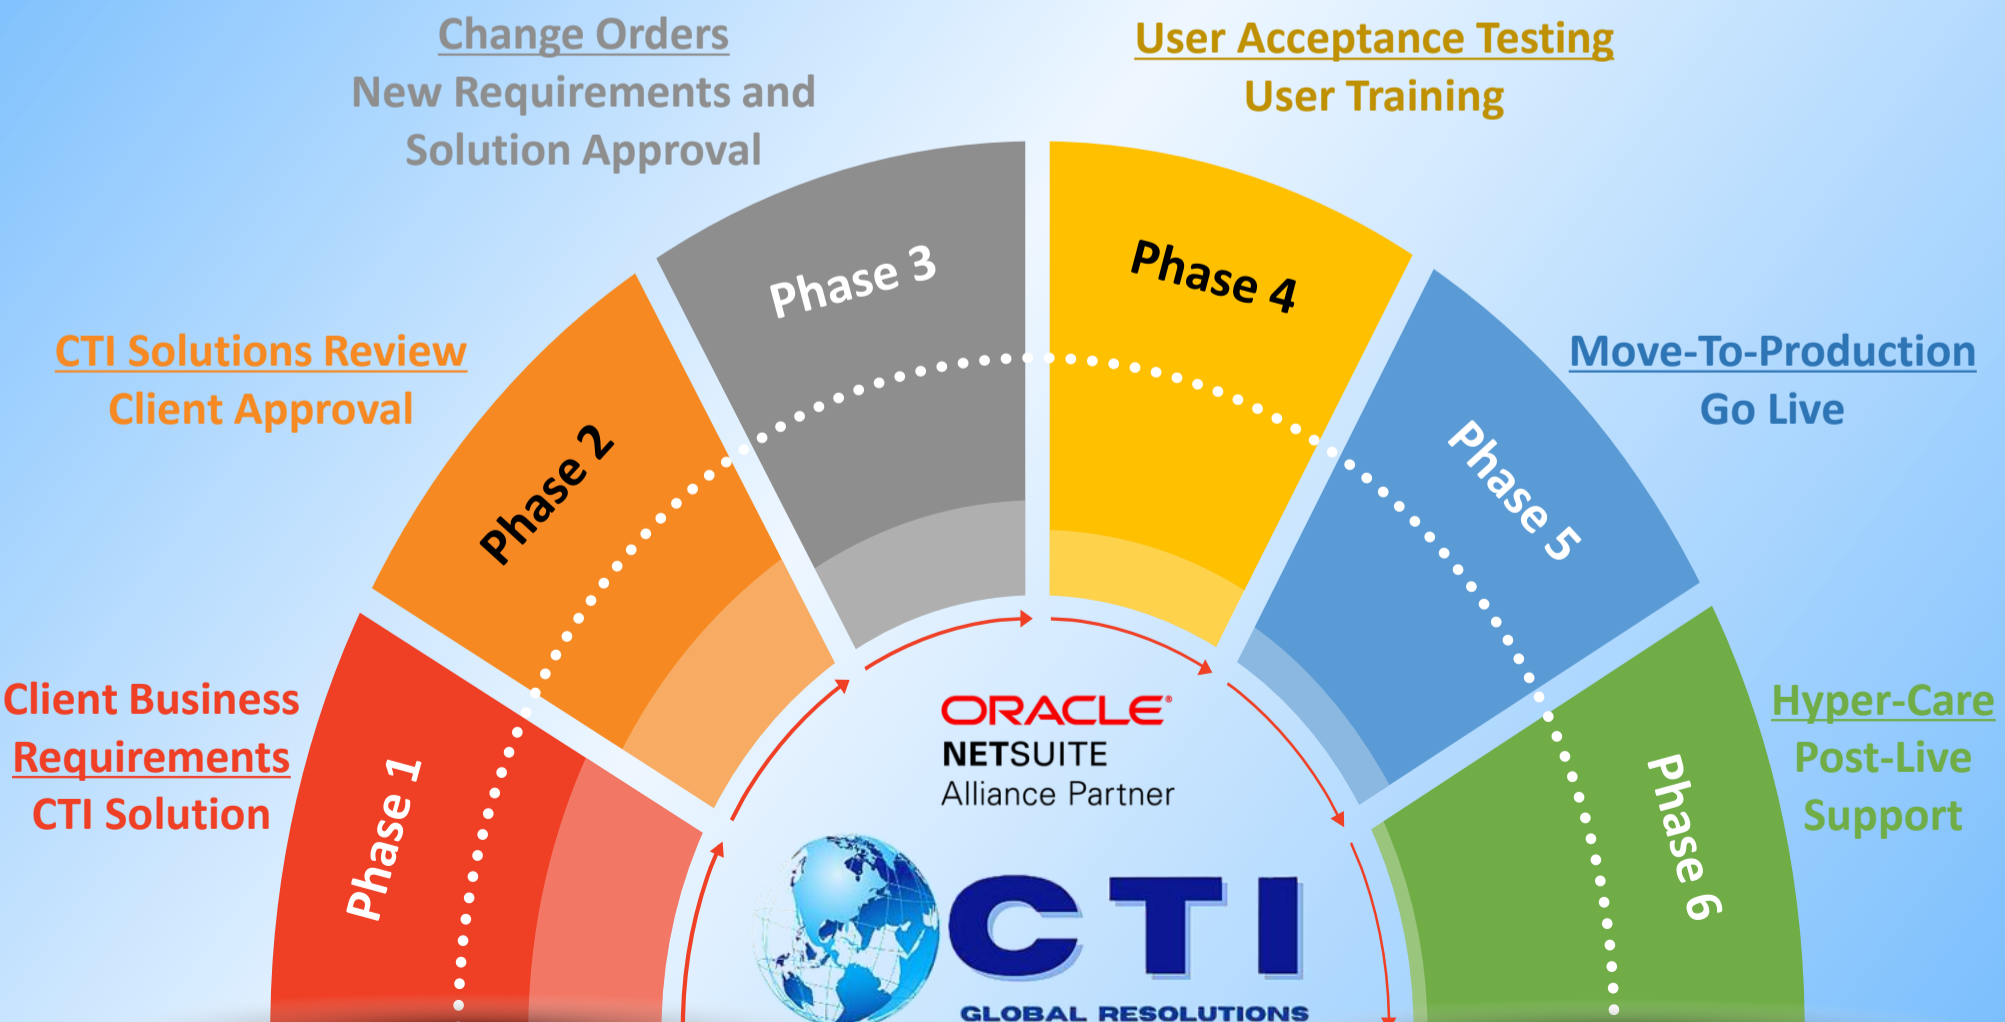 Change Orders
New Requirements and
Solution Approval
User Acceptance Testing
User Training
Phase 3
Phase 4
CTI Solutions Review
Client Approval
Phase 2
Move-To-Production
Go Live
Phase 5
Client Business
Requirements
CTI Solution
Phase 1
Hyper-Care
Post-Live
Support
Phase 6
ORACLE®
NETSUITE
Alliance Partner
CTI
GLOBAL RESOLUTIONS